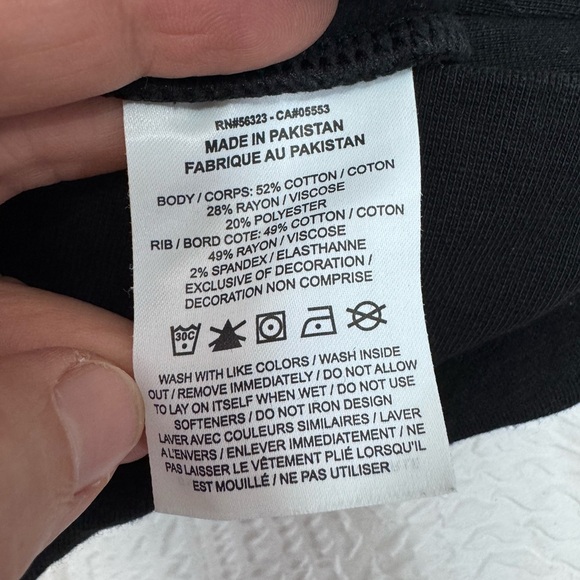 RN#56323 - CA#05553
MADE IN PAKISTAN
FABRIQUE AU PAKISTAN
BODY / CORPS: 52% COTTON / COTON
28% RAYON / VISCOSE
20% POLYESTER
RIB / BORD COTE: 49% COTTON / COTON
49% RAYON / VISCOSE
2% SPANDEX / ELASTHANNE
EXCLUSIVE OF DECORATION /
DECORATION NON COMPRISE
30C
WASH WITH LIKE COLORS / WASH INSIDE
OUT / REMOVE IMMEDIATELY / DO NOT ALLOW
TO LAY ON ITSELF WHEN WET / DO NOT USE
SOFTENERS / DO NOT IRON DESIGN
LAVER AVEC COULEURS SIMILAIRES / LAVER
A L'ENVERS / ENLEVER IMMEDIATEMENT / NE
PAS LAISSER LE VÊTEMENT PLIÉ LORSQU'IL
EST MOUILLÉ / NE PAS UTILISER